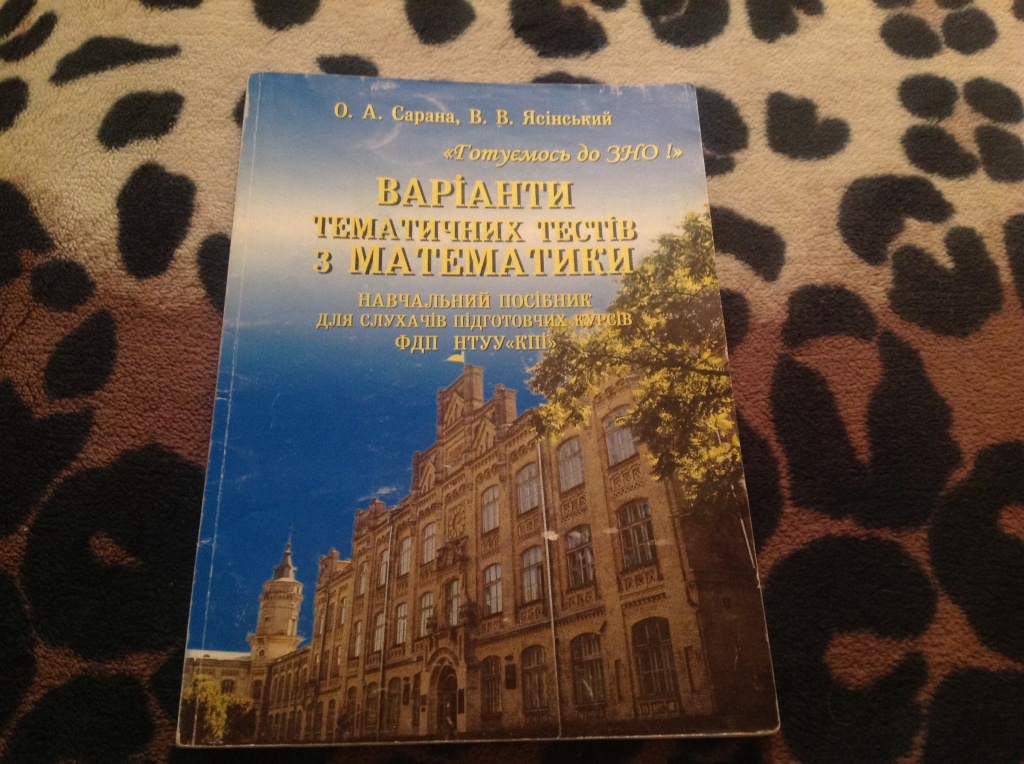 О. А. Сарана, В. В. Ясінський
«Готуємось до ЗНО !»
ВАРІАНТИ
ТЕМАТИЧНИХ ТЕСТІВ
З МАТЕМАТИКИ
НАВЧАЛЬНИЙ ПОСІБНИК
ДЛЯ СЛУХАЧІВ ПІДГОТОВЧИХ КУРСІВ
ФДП НТУУ«КПІ»